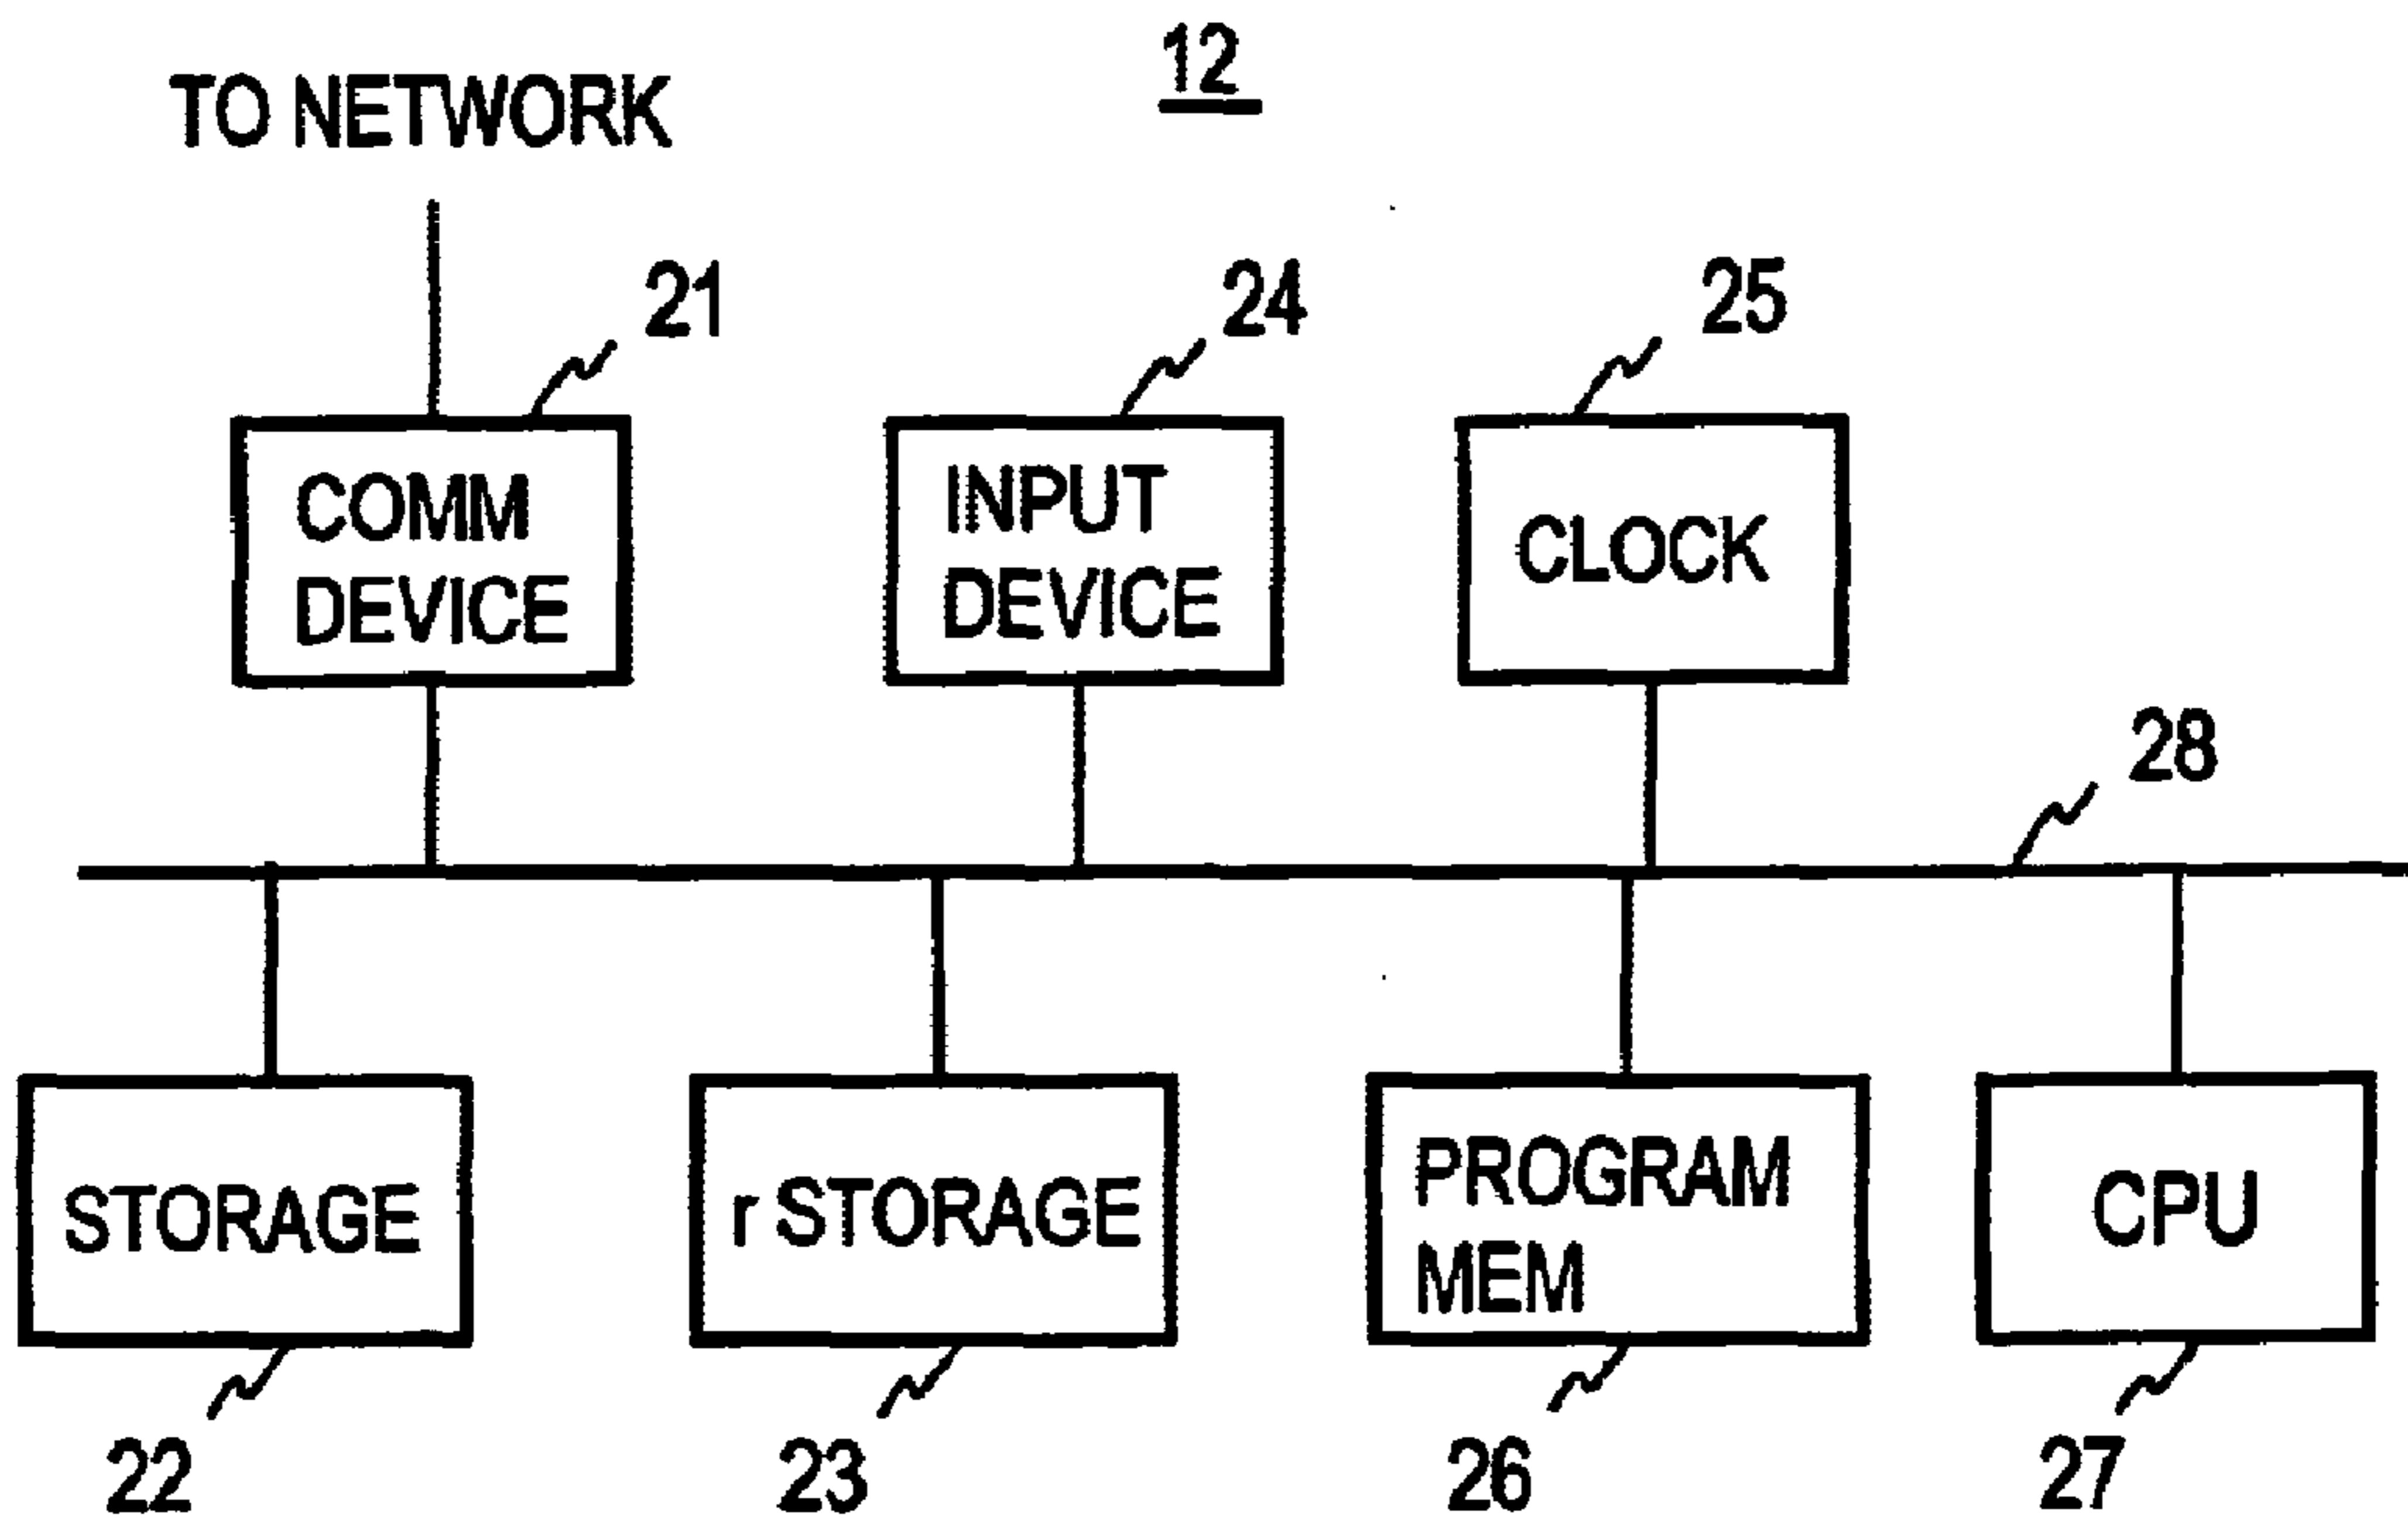 12
TO NETWORK
21
24
25
COMM
DEVICE
INPUT
DEVICE
CLOCK
28
STORAGE
r STORAGE
PROGRAM
MEM
CPU
22
23
26
27